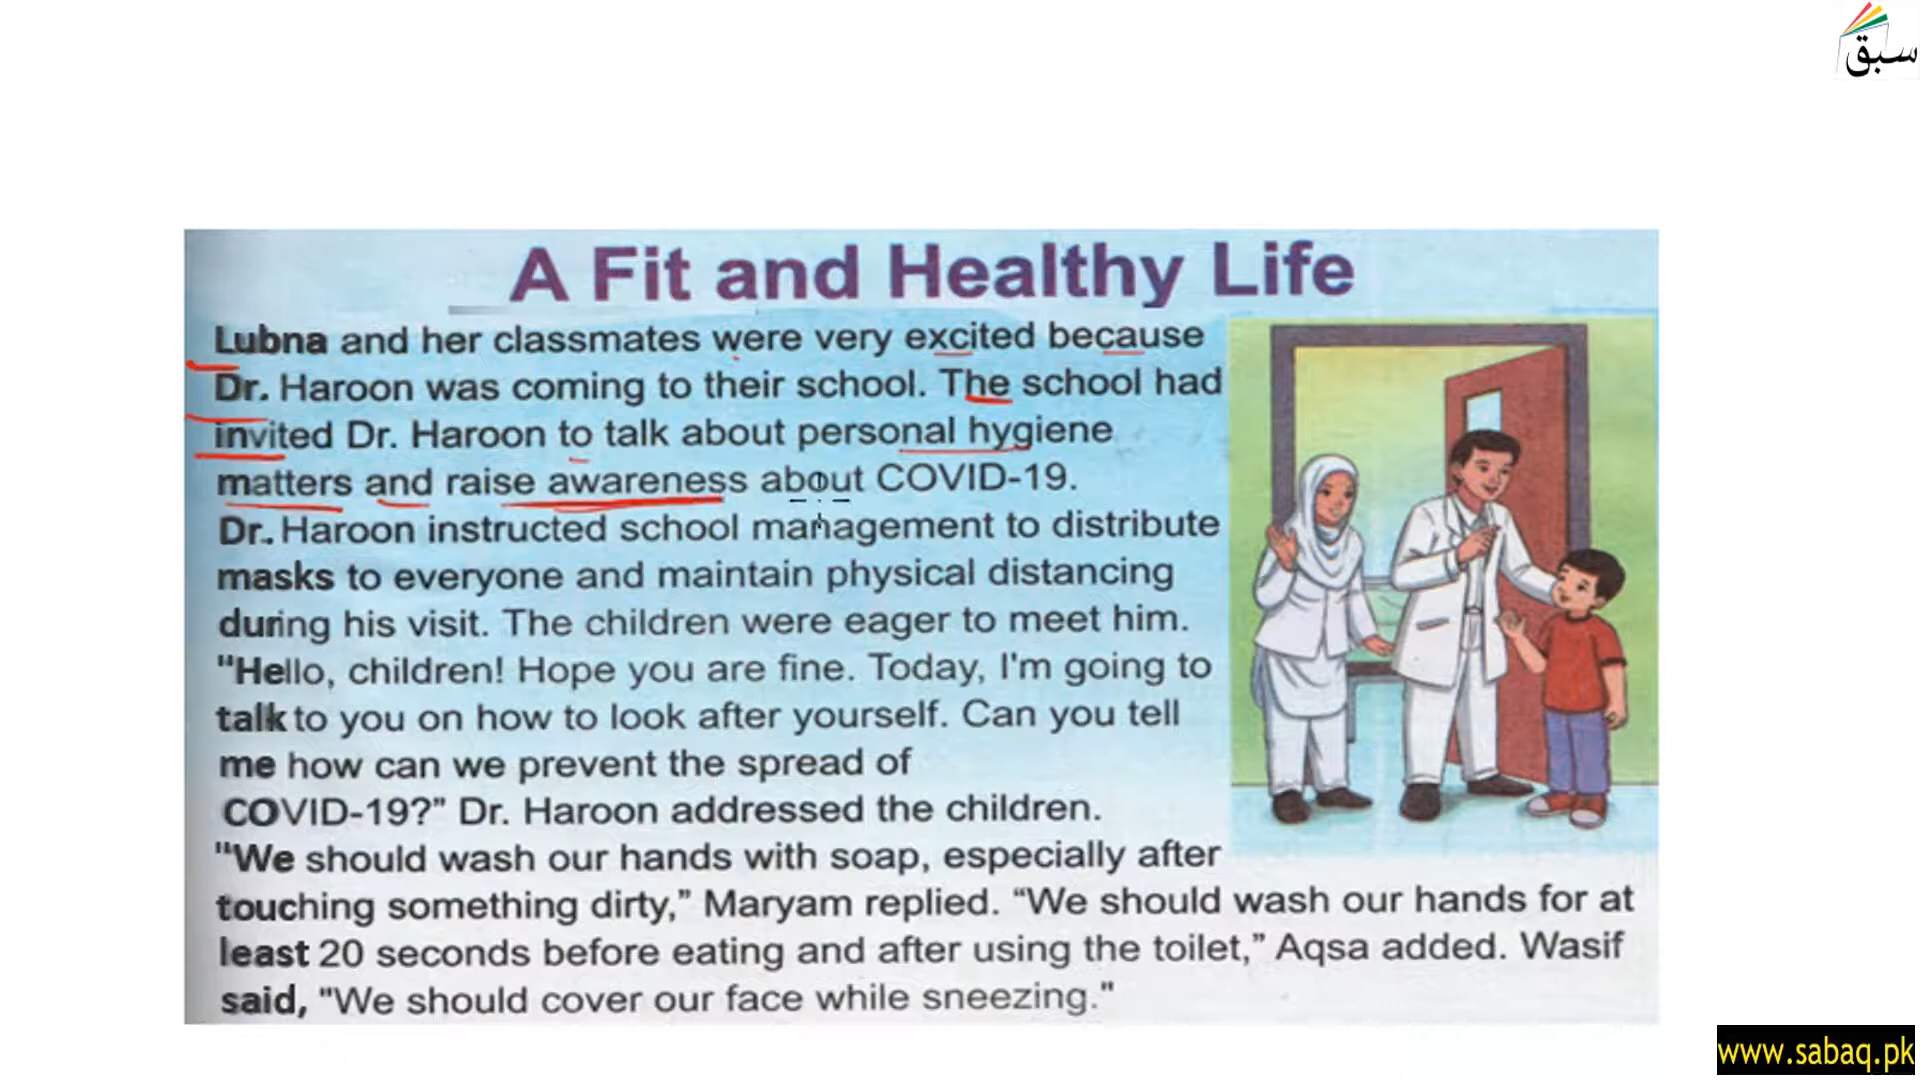 سبق
A Fit and Healthy Life
Lubna and her classmates were very excited because
Dr. Haroon was coming to their school. The school had
invited Dr. Haroon to talk about personal hygiene
matters and raise awareness about COVID-19.
Dr. Haroon instructed school management to distribute
masks to everyone and maintain physical distancing
during his visit. The children were eager to meet him.
"Hello, children! Hope you are fine. Today, I'm going to
talk to you on how to look after yourself. Can you tell
me how can we prevent the spread of
COVID-19?” Dr. Haroon addressed the children.
"We should wash our hands with soap, especially after
touching something dirty,” Maryam replied. “We should wash our hands for at
least 20 seconds before eating and after using the toilet,” Aqsa added. Wasif
said, "We should cover our face while sneezing."
www.sabaq.pk